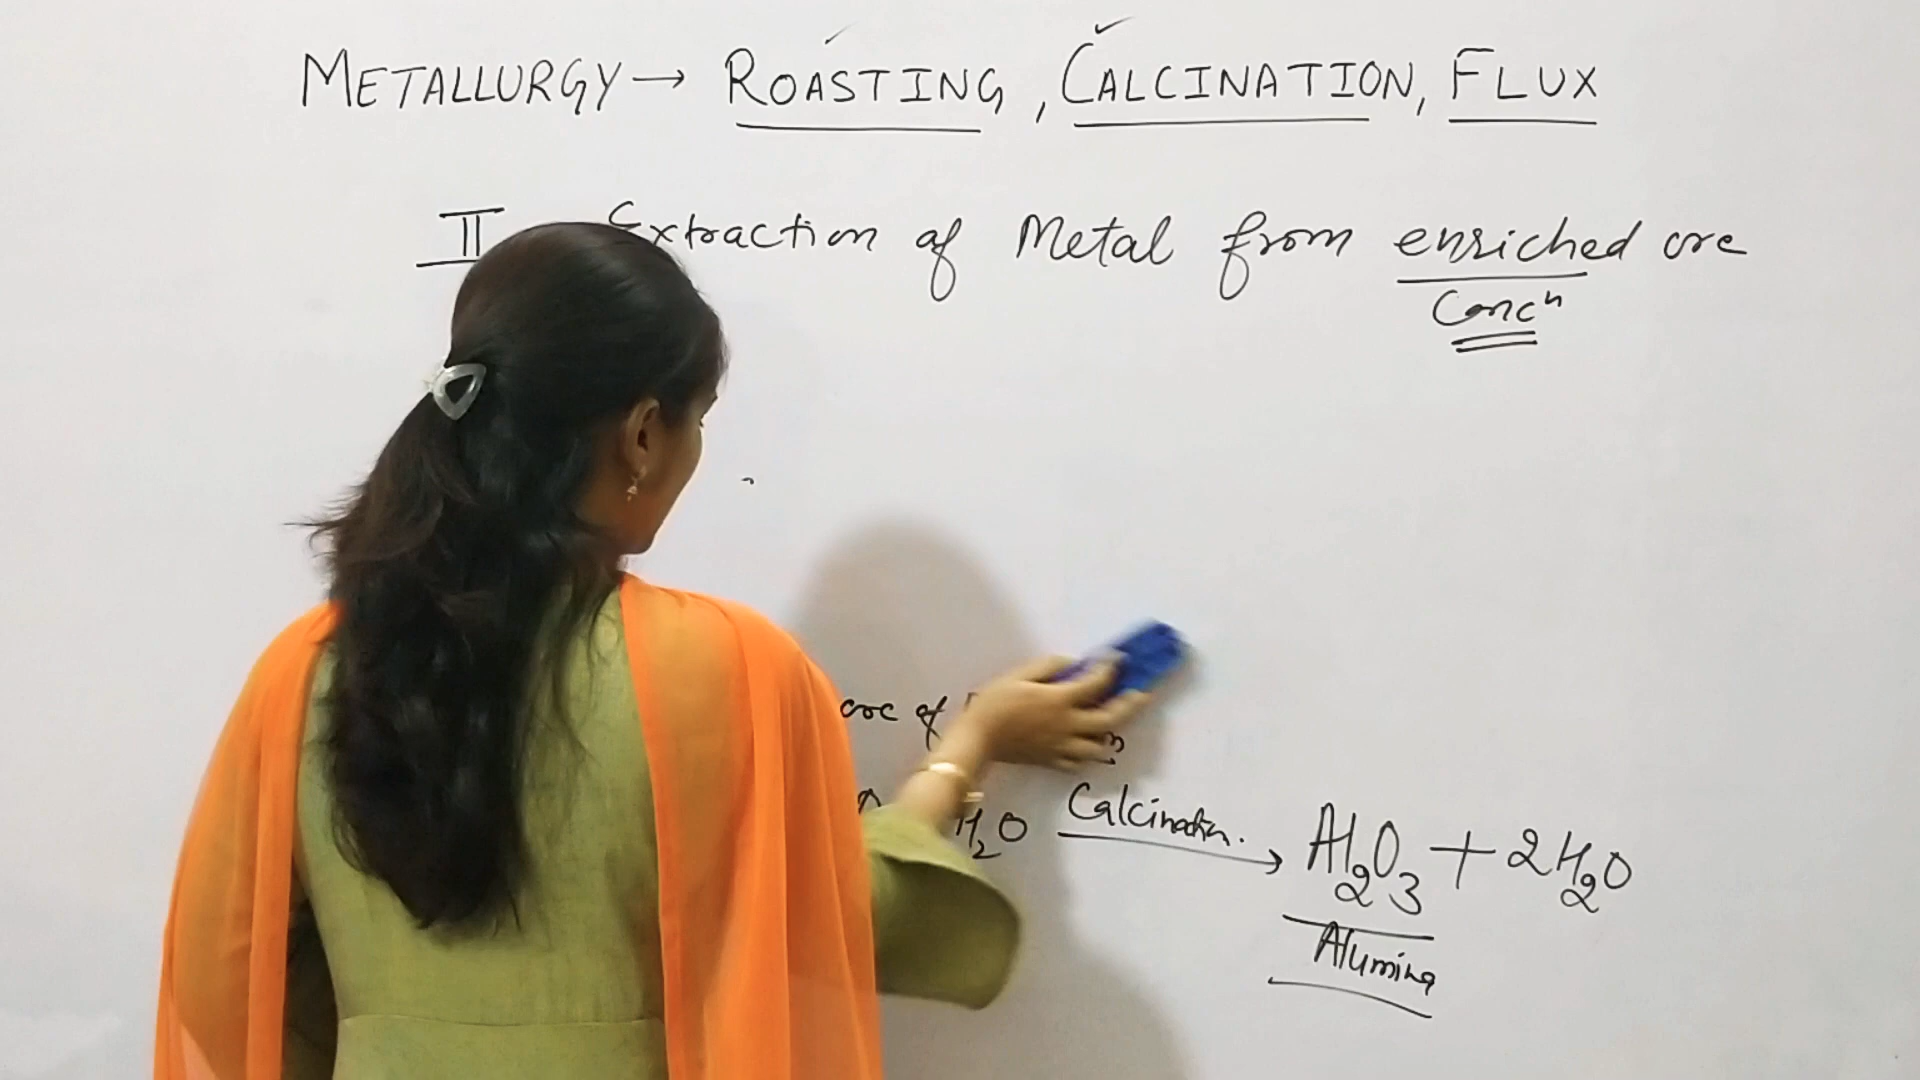 METALLURGY → ROASTING, CALCINATION, FLUX
II Extraction of Metal from enriched ore
Concⁿ
ore of
H₂O Calcination. → Al₂O₃ + 2H₂O
Alumina